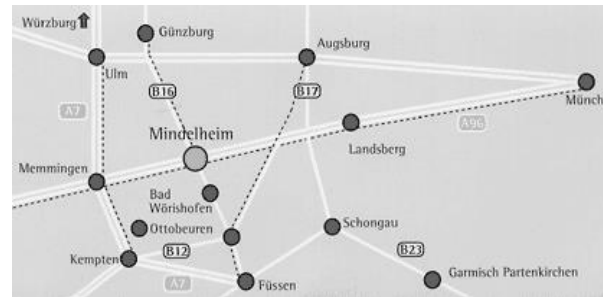 Würzburg
Günzburg
Augsburg
Ulm
B16
B17
Münch
A7
Mindelheim
A96
Landsberg
Memmingen
Bad
Wörishofen
Schongau
Ottobeuren
B12
B23
Kempten
A7
Füssen
Garmisch Partenkirchen